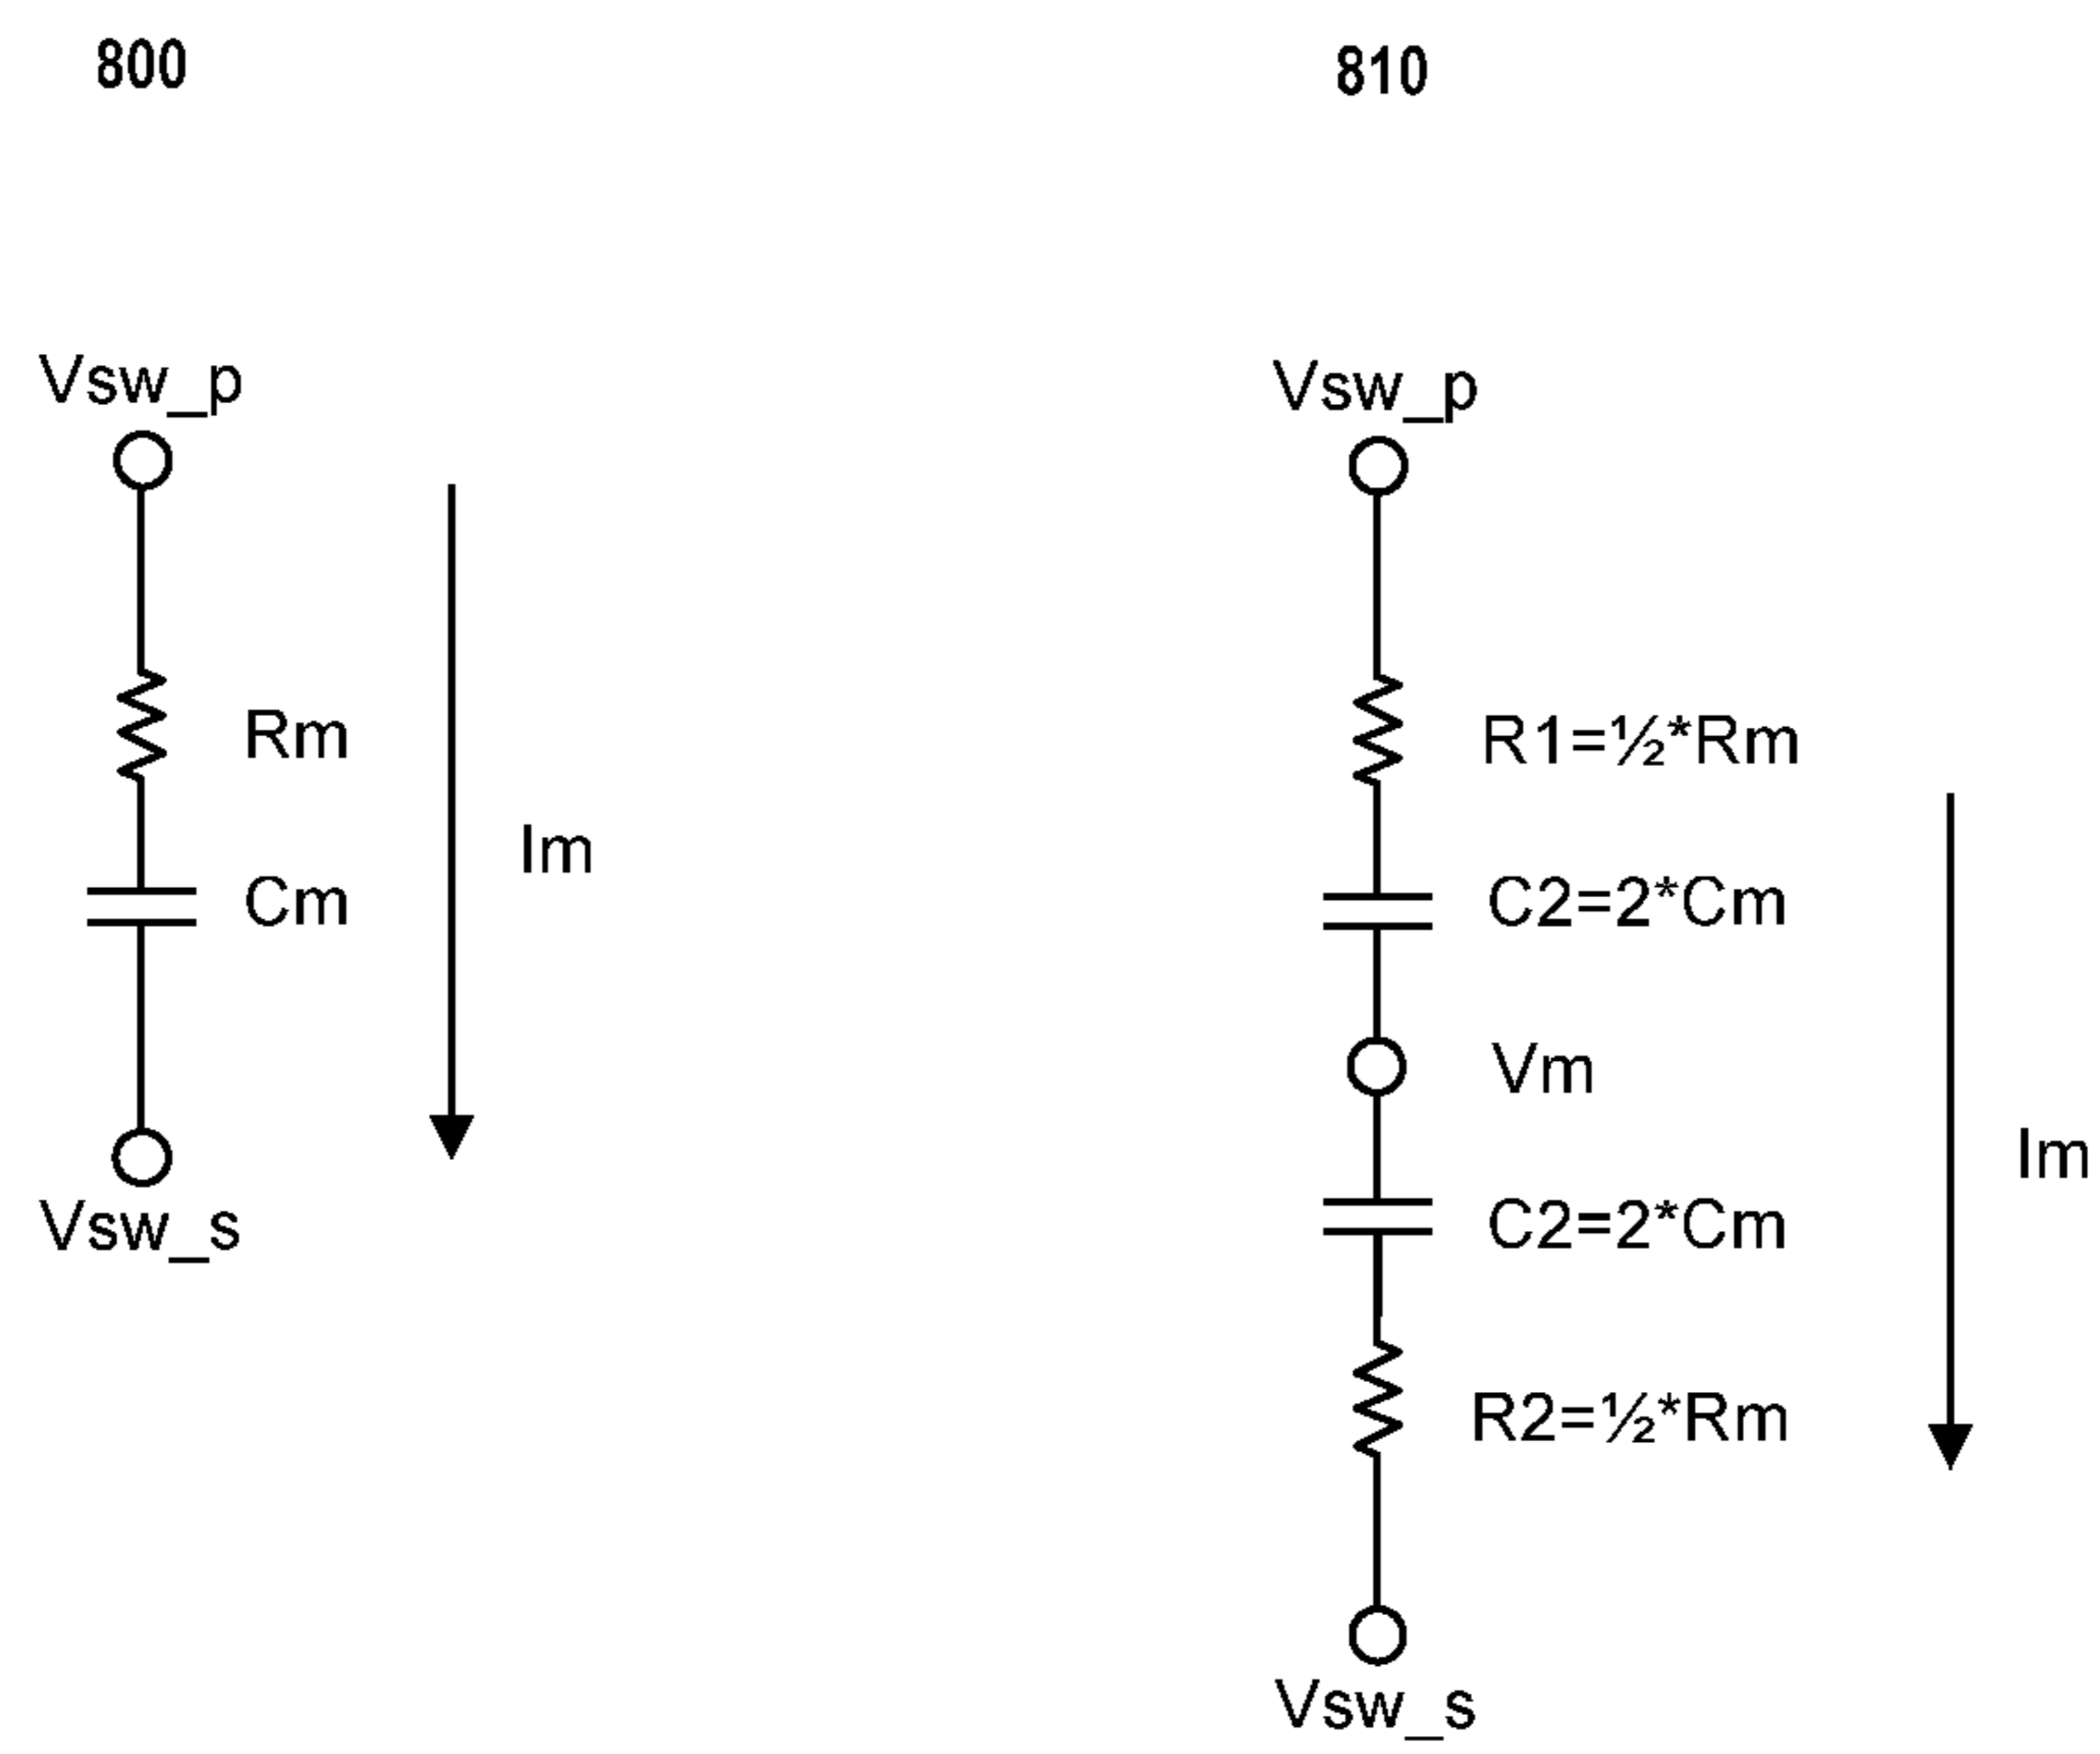 800
Vsw_p
Rm
Im
Cm
Vsw_s
810
Vsw_p
R1=½*Rm
C2=2*Cm
Vm
Im
C2=2*Cm
R2=½*Rm
Vsw_s